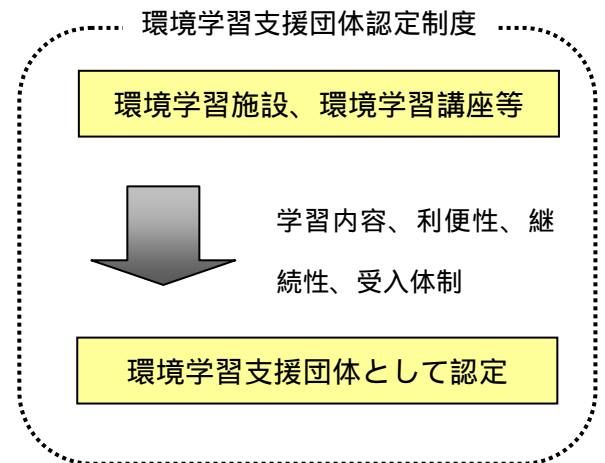 環境学習支援団体認定制度
環境学習施設、環境学習講座等
学習内容、利便性、継
続性、受入体制
環境学習支援団体として認定